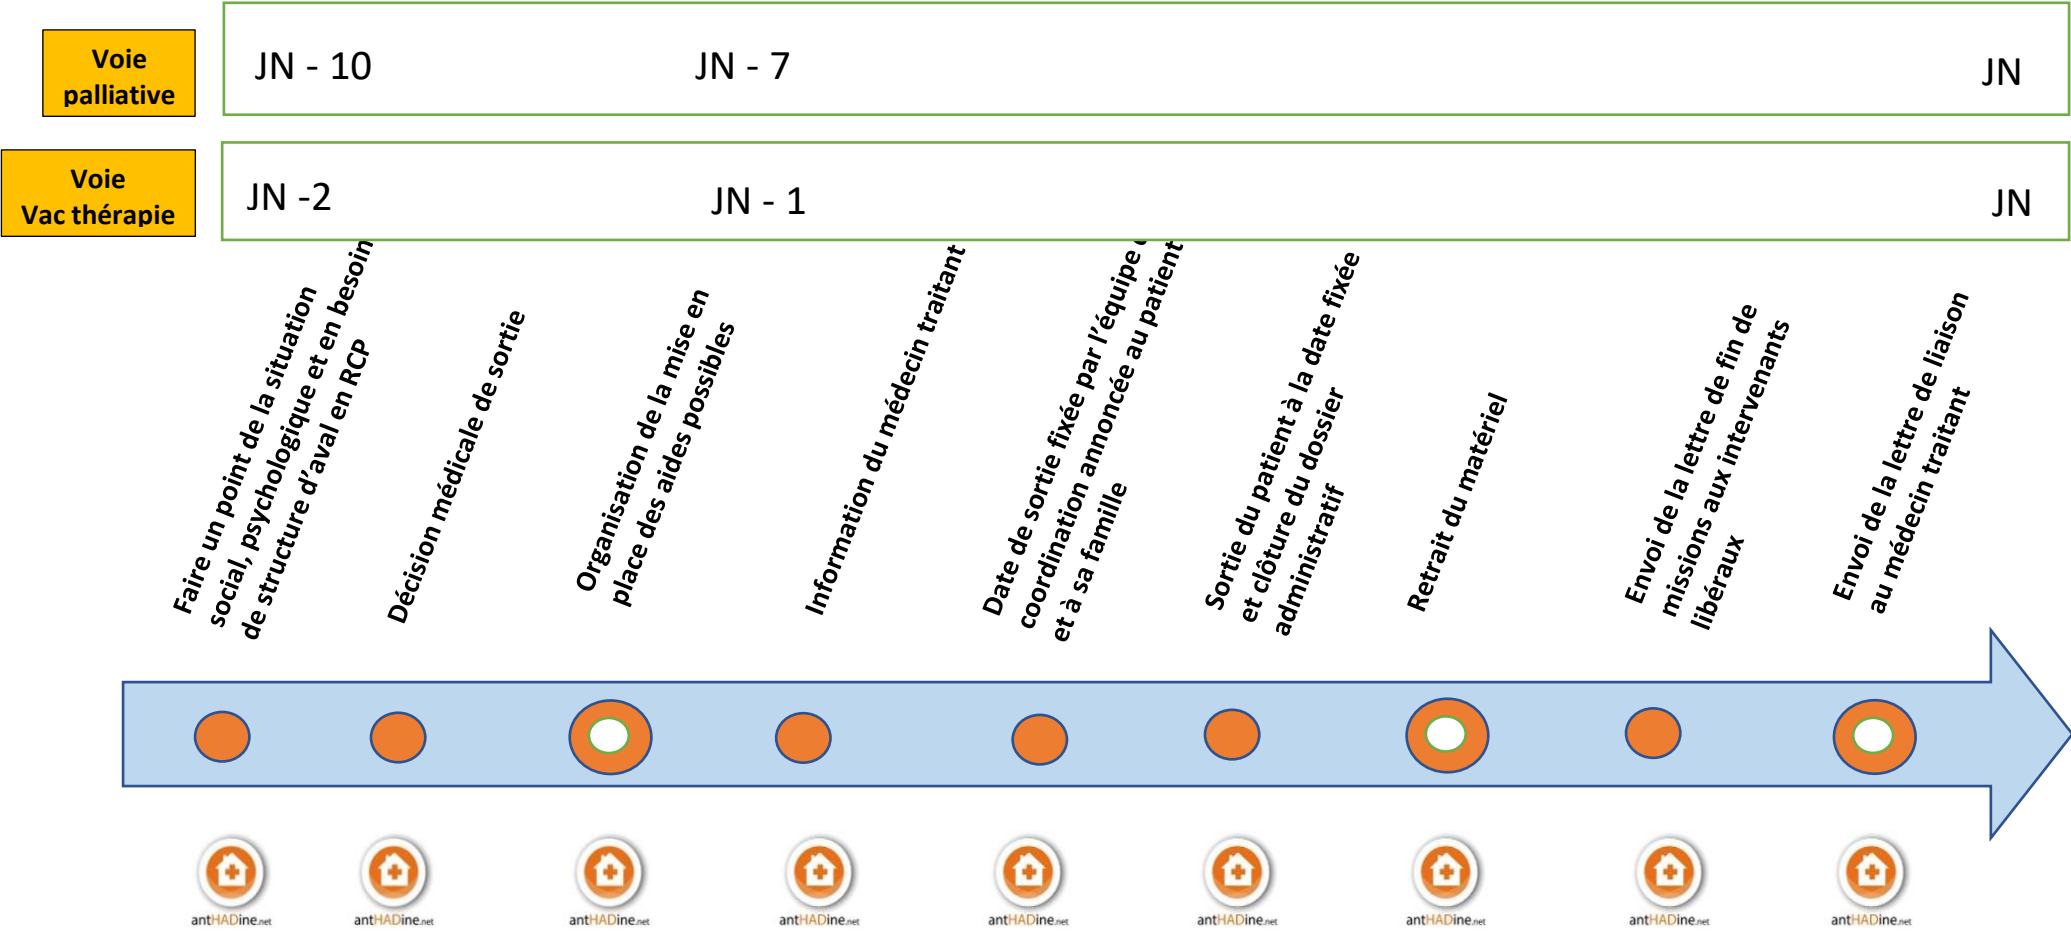 Voie
palliative
JN - 10
JN - 7
JN
Voie
Vac thérapie
JN -2
JN - 1
JN
Faire un point de la situation
social, psychologique et en besoin
de structure d'aval en RCP
Décision médicale de sortie
Organisation de la mise en
place des aides possibles
Information du médecin traitant
Date de sortie fixée par l'équipe
coordination annoncée au patient
et à sa famille
Sortie du patient à la date fixée
et clôture du dossier
administratif
Retrait du matériel
Envoi de la lettre de fin de
missions aux intervenants
libéraux
Envoi de la lettre de liaison
au médecin traitant
antHADine.net
antHADine.net
antHADine.net
antHADine.net
antHADine.net
antHADine.net
antHADine.net
antHADine.net
antHADine.net